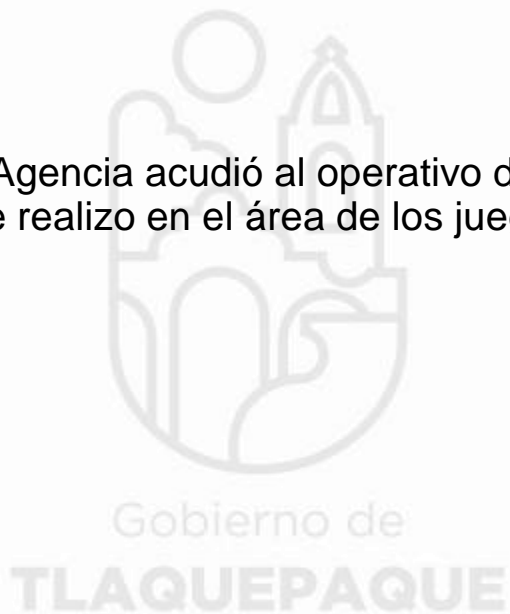 Agencia acudió al operativo d
e realizo en el área de los jue
Gobierno de
TLAQUEPAQUE